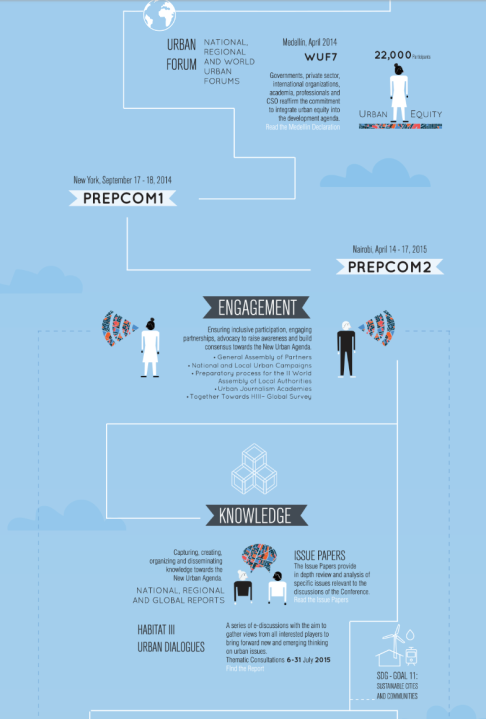 URBAN
FORUM
NATIONAL,
REGIONAL
AND WORLD
URBAN
FORUMS
Medellin, April 2014
WUF7
Governments, private sector,
international organizations,
academia, professionals and
CSO reaffirm the commitment
to integrate urban equity into
the development agenda.
Read the Medellin Declaration
22,000 Participants
URBAN EQUITY
New York, September 17 - 18, 2014
PREPCOM1
Nairobi, April 14 - 17, 2015
PREPCOM2
ENGAGEMENT
Ensuring inclusive participation, engaging
partnerships, advocacy to raise awareness and build
consensus towards the New Urban Agenda.
• General Assembly of Partners
• National and Local Urban Campaigns
• Preparatory process for the II World
Assembly of Local Authorities
• Urban Journalism Academies
• Together Towards HIII– Global Survey
KNOWLEDGE
Capturing, creating,
organizing and disseminating
knowledge towards the
New Urban Agenda.
NATIONAL, REGIONAL
AND GLOBAL REPORTS
ISSUE PAPERS
The Issue Papers provide
in depth review and analysis of
specific issues relevant to the
discussions of the Conference.
Read the Issue Papers
HABITAT III
URBAN DIALOGUES
A series of e-discussions with the aim to
gather views from all interested players to
bring forward new and emerging thinking
on urban issues.
Thematic Consultations 6-31 July 2015
Find the Report
SDG - GOAL 11:
SUSTAINABLE CITIES
AND COMMUNITIES